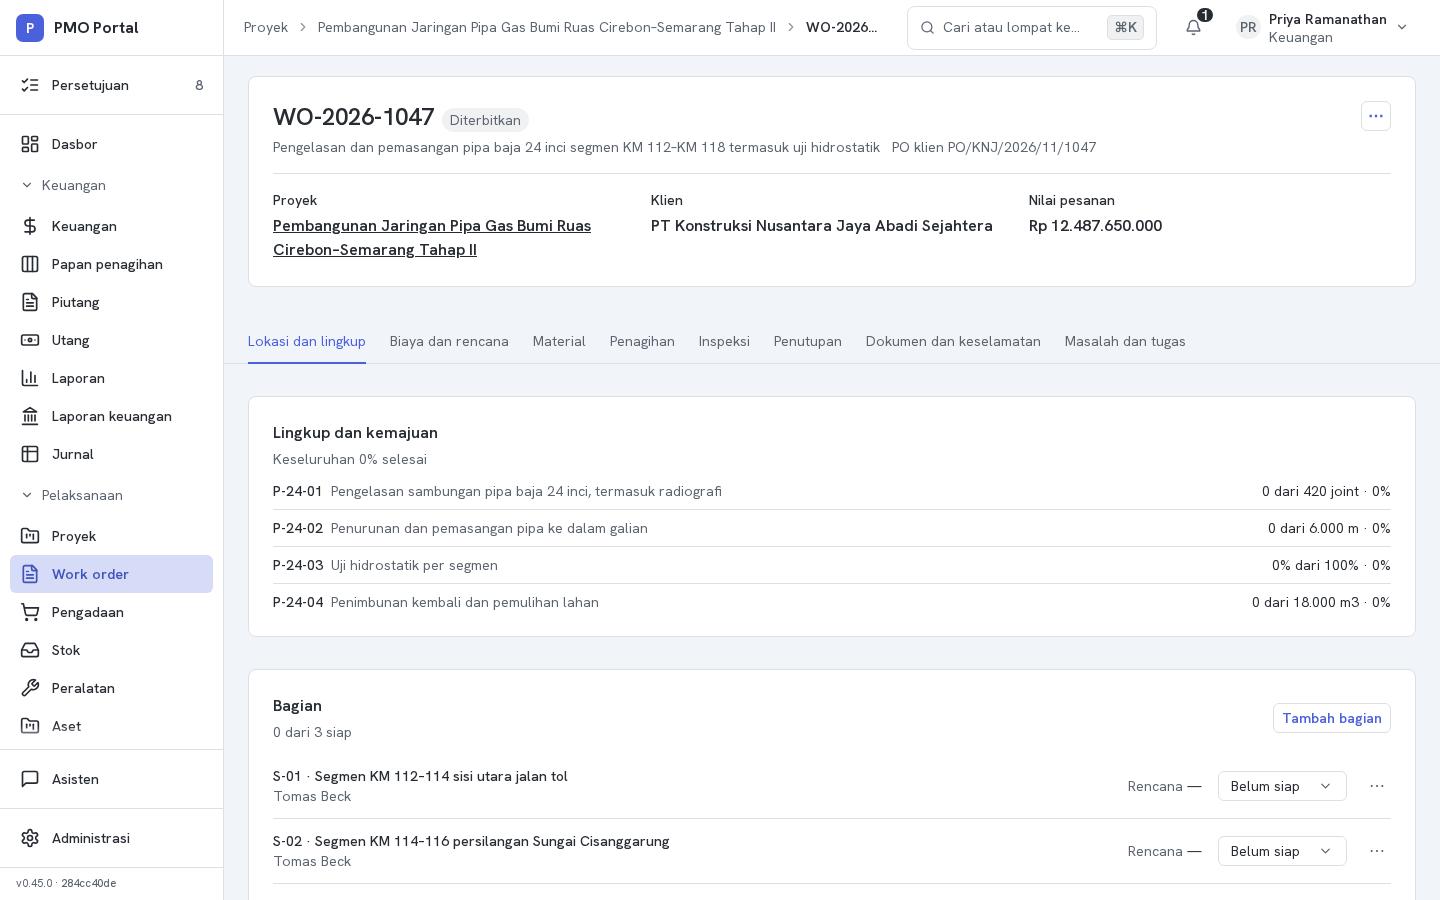 P PMO Portal
Persetujuan 8
Dasbor
Keuangan
Keuangan
Papan penagihan
Piutang
Utang
Laporan
Laporan keuangan
Jurnal
Pelaksanaan
Proyek
Work order
Pengadaan
Stok
Peralatan
Aset
Asisten
Administrasi
v0.45.0 · 284cc40de
Proyek > Pembangunan Jaringan Pipa Gas Bumi Ruas Cirebon–Semarang Tahap II > WO-2026...
Cari atau lompat ke... ⌘K
1
PR Priya Ramanathan
Keuangan
WO-2026-1047 Diterbitkan
Pengelasan dan pemasangan pipa baja 24 inci segmen KM 112–KM 118 termasuk uji hidrostatik PO klien PO/KNJ/2026/11/1047
Proyek
Pembangunan Jaringan Pipa Gas Bumi Ruas
Cirebon–Semarang Tahap II
Klien
PT Konstruksi Nusantara Jaya Abadi Sejahtera
Nilai pesanan
Rp 12.487.650.000
Lokasi dan lingkup Biaya dan rencana Material Penagihan Inspeksi Penutupan Dokumen dan keselamatan Masalah dan tugas
Lingkup dan kemajuan
Keseluruhan 0% selesai
P-24-01 Pengelasan sambungan pipa baja 24 inci, termasuk radiografi 0 dari 420 joint · 0%
P-24-02 Penurunan dan pemasangan pipa ke dalam galian 0 dari 6.000 m · 0%
P-24-03 Uji hidrostatik per segmen 0% dari 100% · 0%
P-24-04 Penimbunan kembali dan pemulihan lahan 0 dari 18.000 m3 · 0%
Bagian
0 dari 3 siap
Tambah bagian
S-01 · Segmen KM 112–114 sisi utara jalan tol
Tomas Beck
Rencana — Belum siap
S-02 · Segmen KM 114–116 persilangan Sungai Cisanggarung
Tomas Beck
Rencana — Belum siap